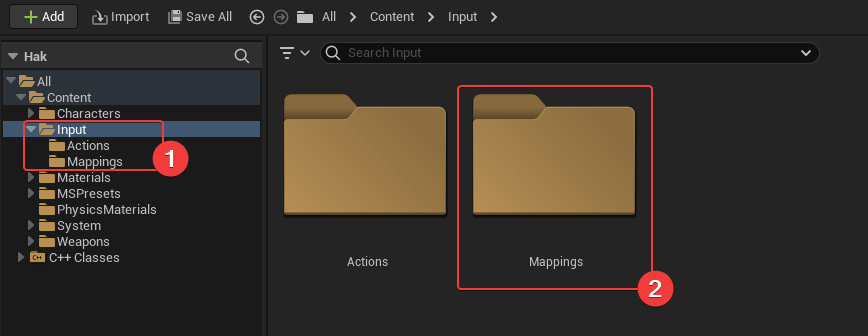 Add Import Save All All Content Input
Hak
Search Input
All
Content
Characters
Input
Actions
Mappings
1
Materials
MSPresets
PhysicsMaterials
System
Weapons
C++ C++ Classes
Actions
Mappings
2